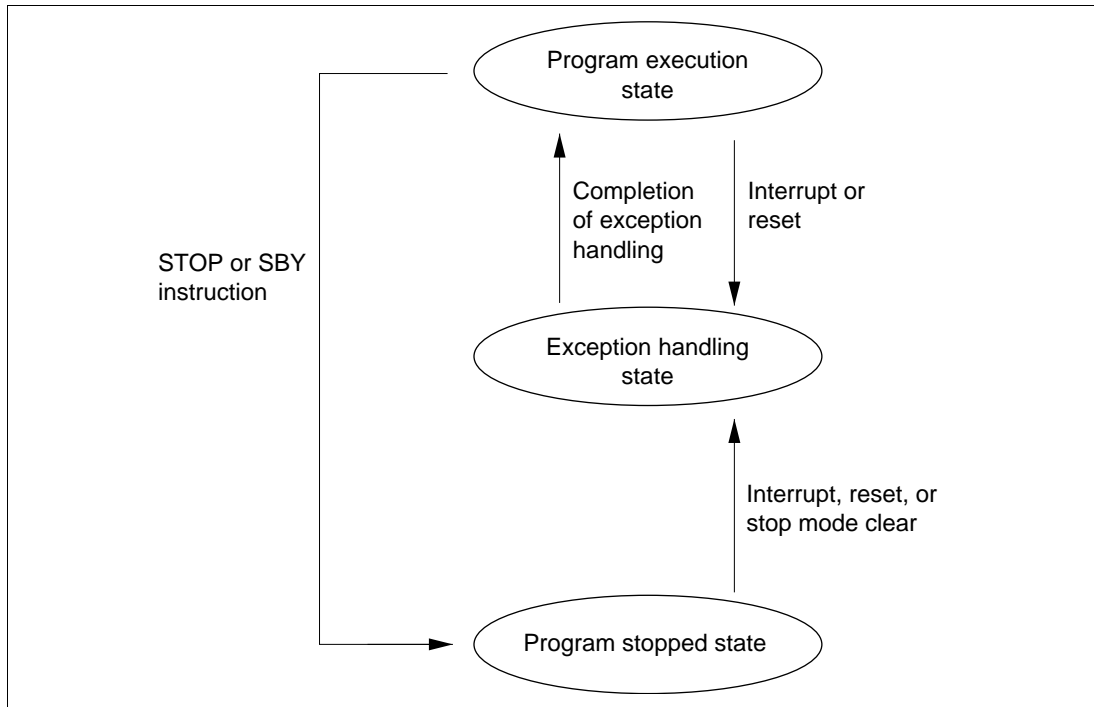 Program execution
state
Completion
of exception
handling
Interrupt or
reset
STOP or SBY
instruction
Exception handling
state
Interrupt, reset, or
stop mode clear
Program stopped state